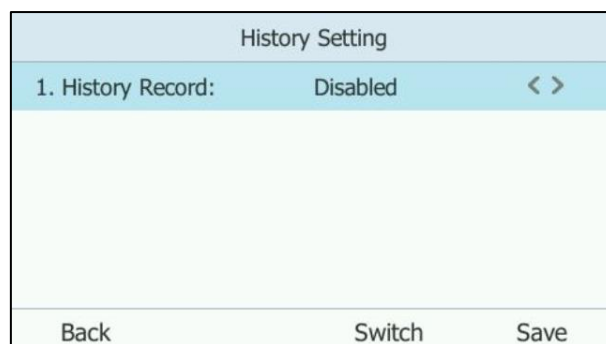 History Setting
1. History Record: Disabled < >
Back Switch Save